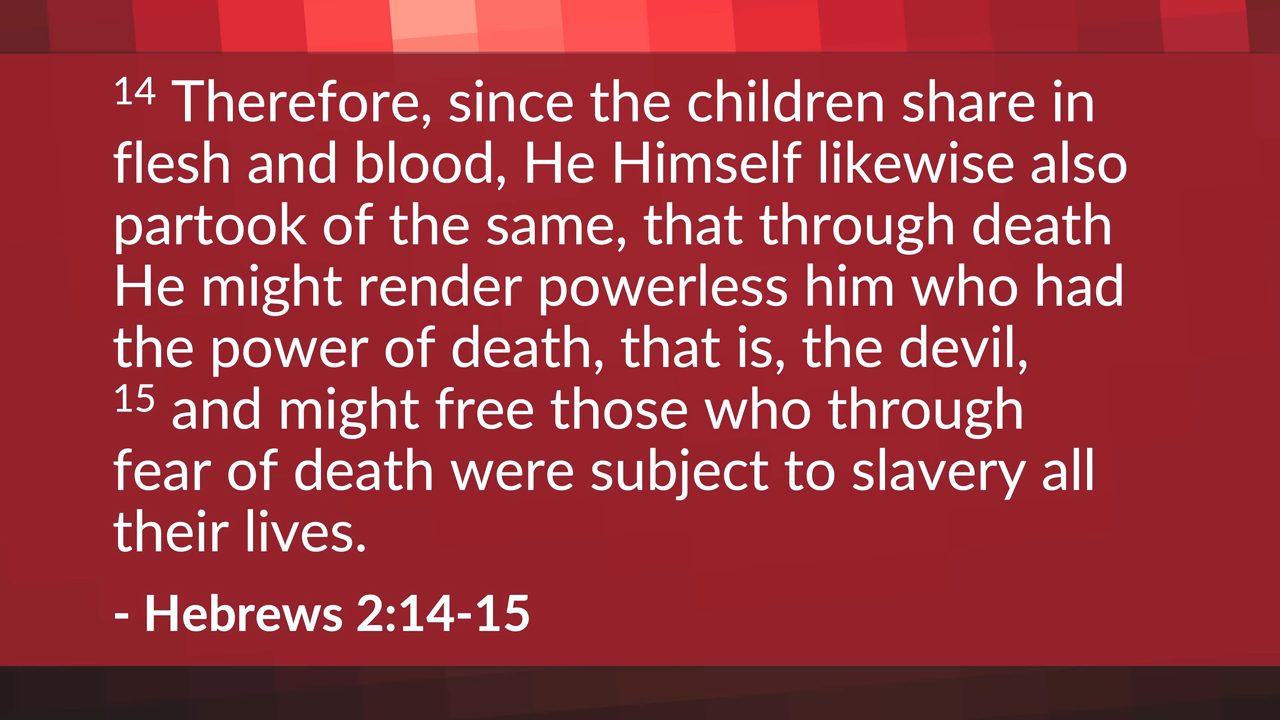 14 Therefore, since the children share in
flesh and blood, He Himself likewise also
partook of the same, that through death
He might render powerless him who had
the power of death, that is, the devil,
15 and might free those who through
fear of death were subject to slavery all
their lives.
- Hebrews 2:14-15